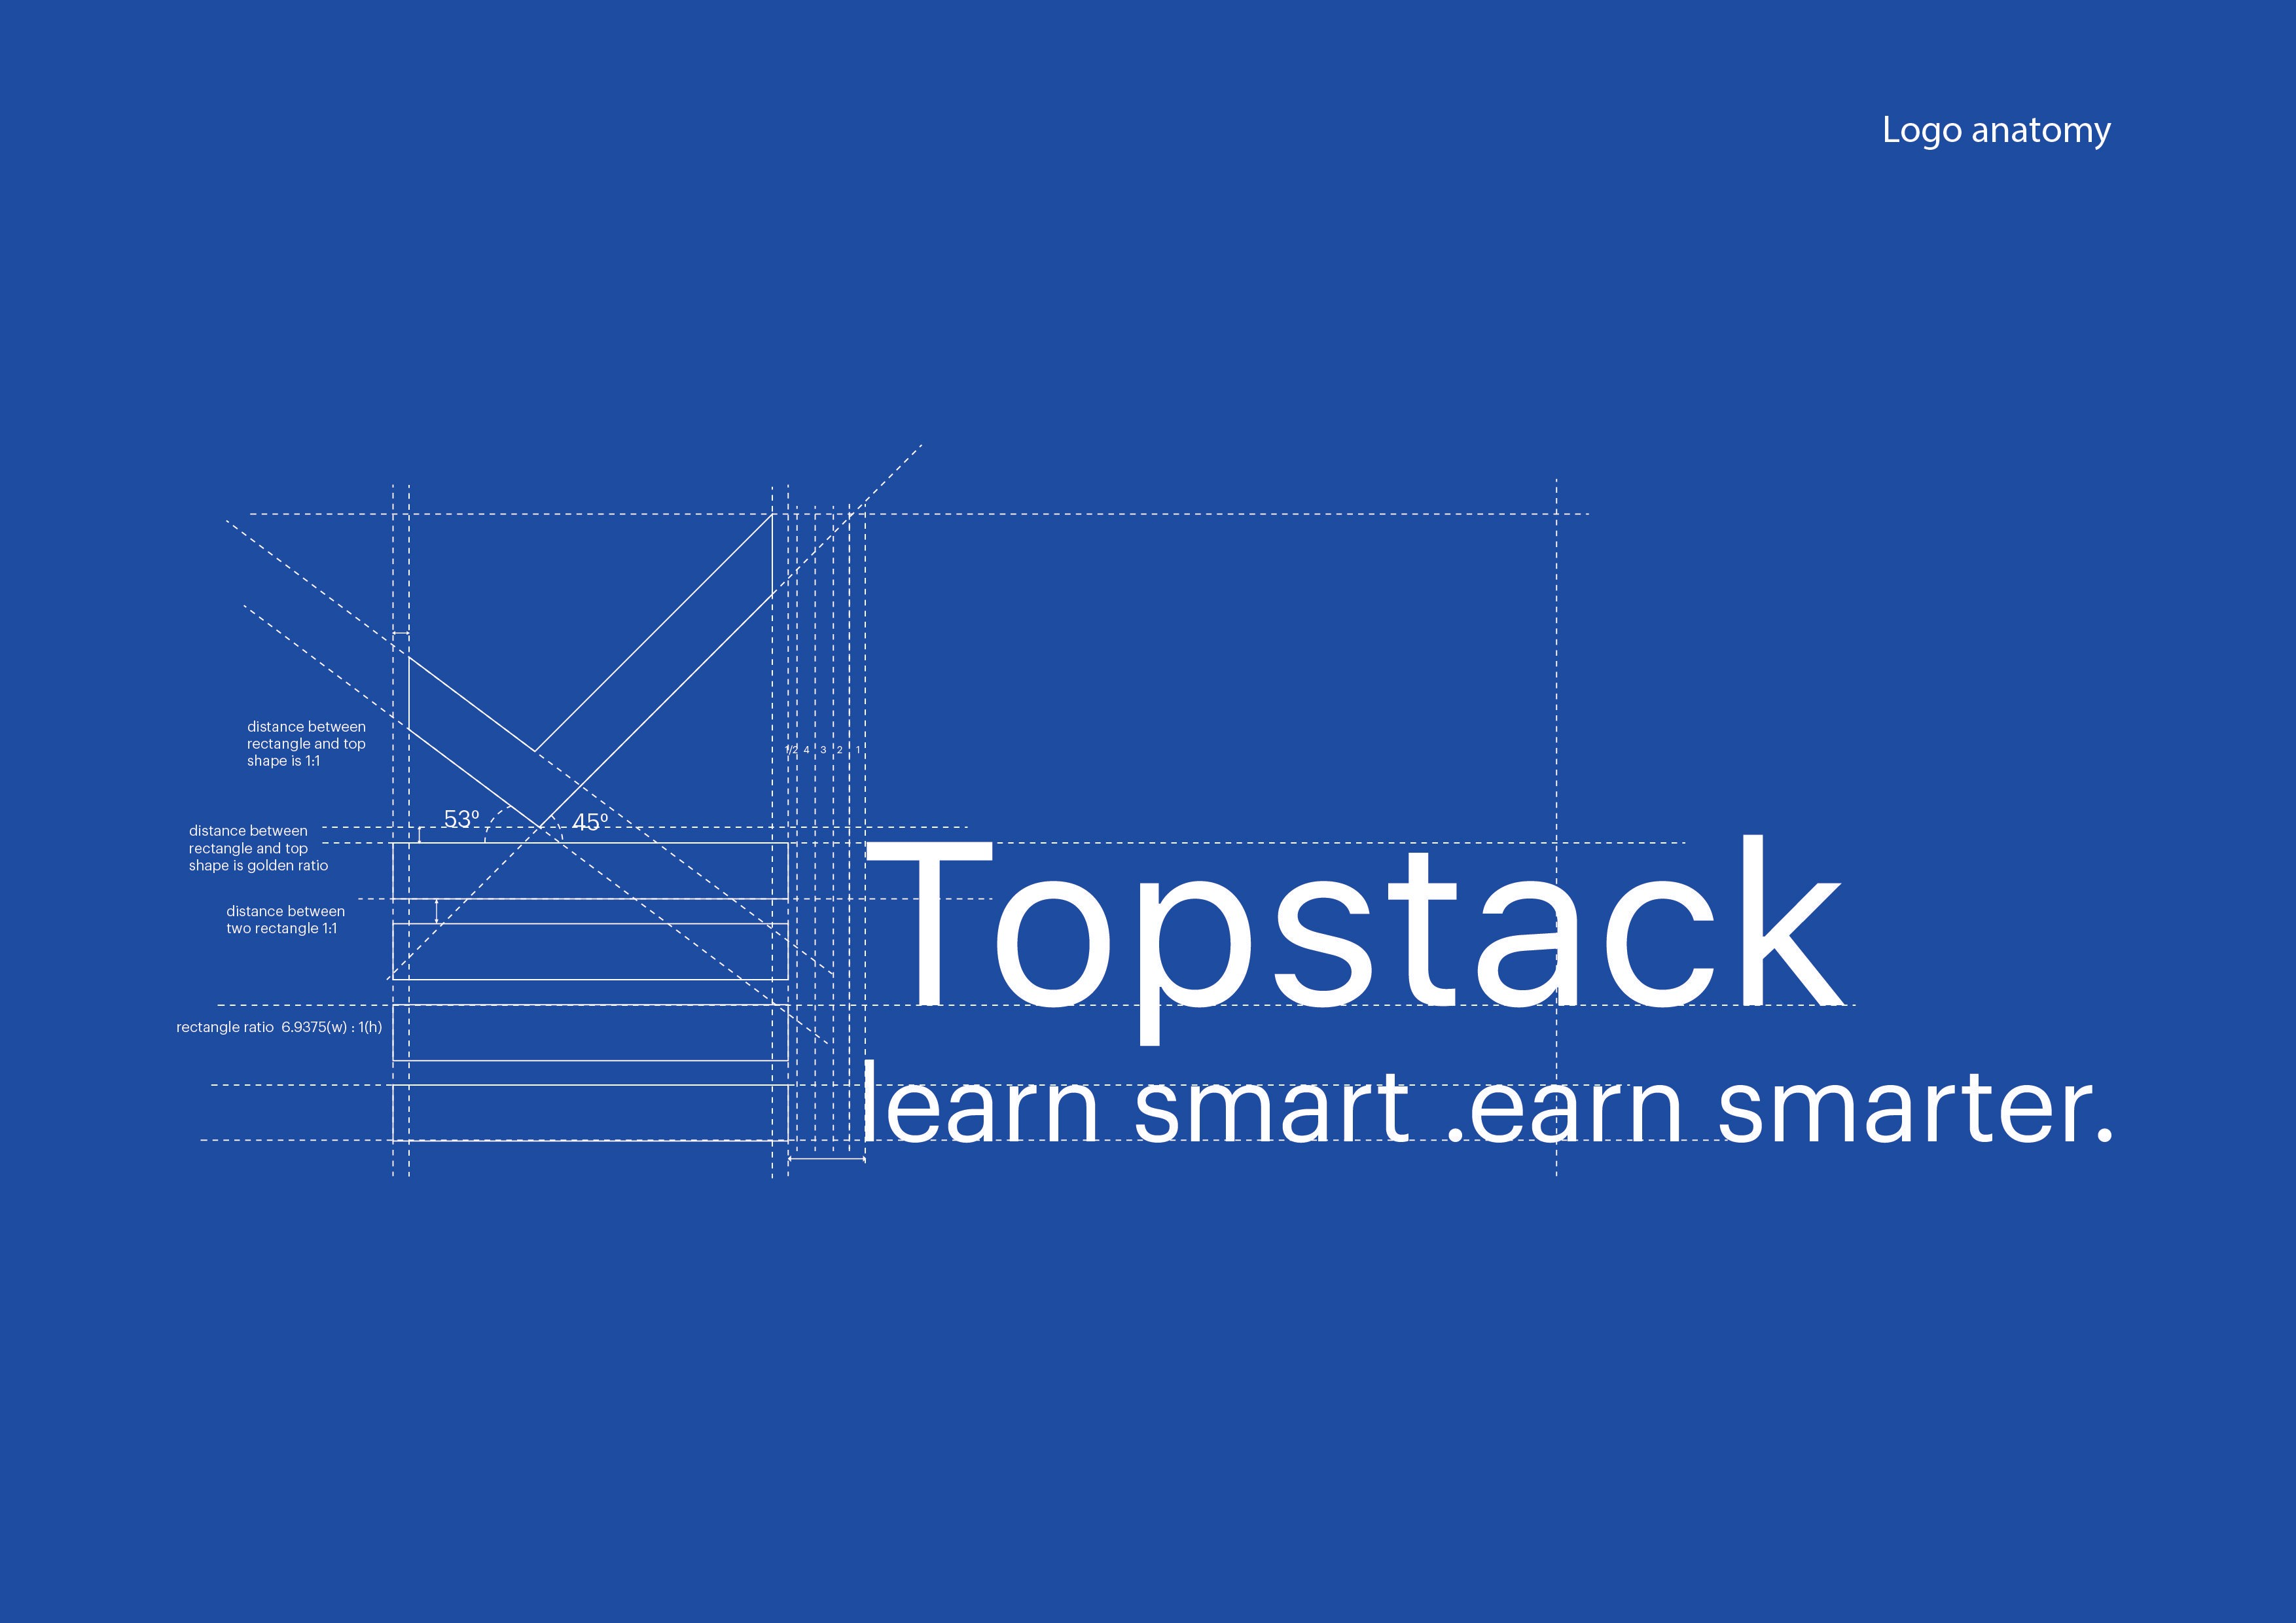 Logo anatomy
distance between
rectangle and top
shape is 1:1
1/2 4 3 2 1
53º
45º
distance between
rectangle and top
shape is golden ratio
distance between
two rectangle 1:1
rectangle ratio 6.9375(w) : 1(h)
Topstack
learn smart .earn smarter.